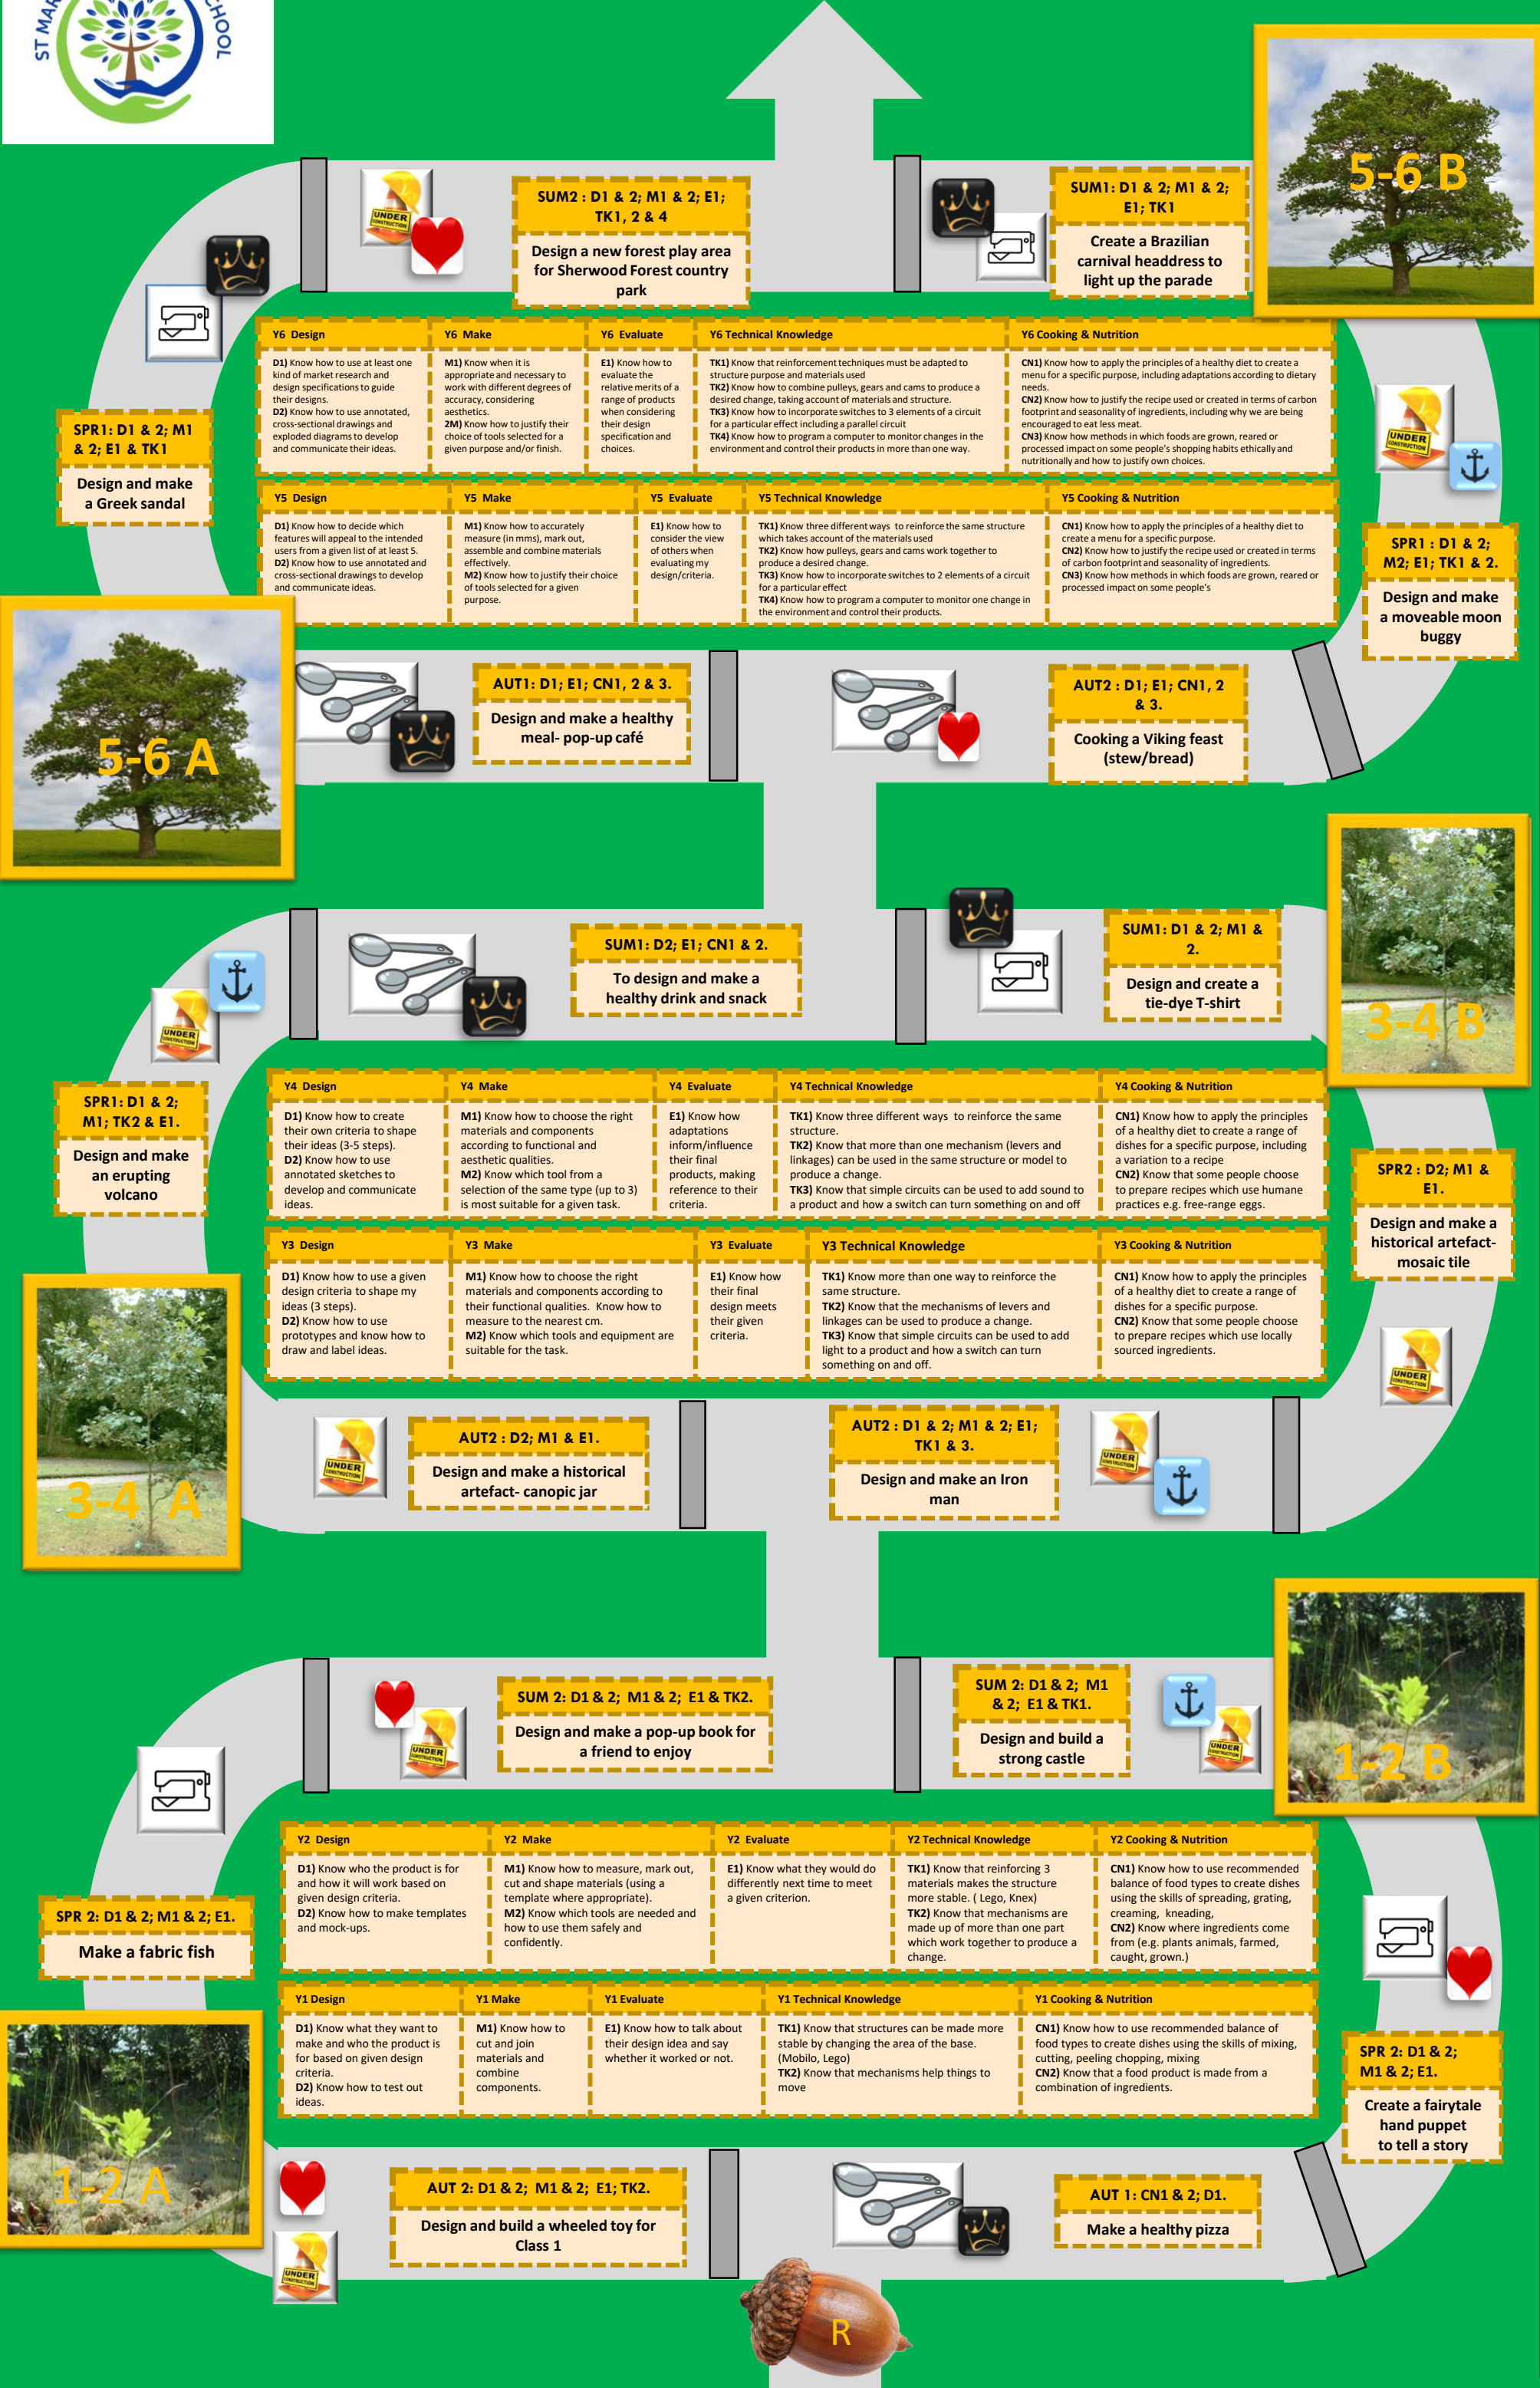 ST MAR
CHOOL
5-6 B
SUM2 : D1 & 2; M1 & 2; E1;
TK1, 2 & 4
Design a new forest play area
for Sherwood Forest country
park
SUM1: D1 & 2; M1 & 2;
E1; TK1
Create a Brazilian
carnival headdress to
light up the parade
UNDER
CONSTRUCTION
Y6 Design
Y6 Make
Y6 Evaluate
Y6 Technical Knowledge
Y6 Cooking & Nutrition
D1) Know how to use at least one
kind of market research and
design specifications to guide
their designs.
D2) Know how to use annotated,
cross-sectional drawings and
exploded diagrams to develop
and communicate their ideas.
M1) Know when it is
appropriate and necessary to
work with different degrees of
accuracy, considering
aesthetics.
2M) Know how to justify their
choice of tools selected for a
given purpose and/or finish.
E1) Know how to
evaluate the
relative merits of a
range of products
when considering
their design
specification and
choices.
TK1) Know that reinforcement techniques must be adapted to
structure purpose and materials used
TK2) Know how to combine pulleys, gears and cams to produce a
desired change, taking account of materials and structure.
TK3) Know how to incorporate switches to 3 elements of a circuit
for a particular effect including a parallel circuit
TK4) Know how to program a computer to monitor changes in the
environment and control their products in more than one way.
CN1) Know how to apply the principles of a healthy diet to create a
menu for a specific purpose, including adaptations according to dietary
needs.
CN2) Know how to justify the recipe used or created in terms of carbon
footprint and seasonality of ingredients, including why we are being
encouraged to eat less meat.
CN3) Know how methods in which foods are grown, reared or
processed impact on some people's shopping habits ethically and
nutritionally and how to justify own choices.
SPR1: D1 & 2; M1
& 2; E1 & TK1
Design and make
a Greek sandal
UNDER
CONSTRUCTION
Y5 Design
Y5 Make
Y5 Evaluate
Y5 Technical Knowledge
Y5 Cooking & Nutrition
D1) Know how to decide which
features will appeal to the intended
users from a given list of at least 5.
D2) Know how to use annotated and
cross-sectional drawings to develop
and communicate ideas.
M1) Know how to accurately
measure (in mms), mark out,
assemble and combine materials
effectively.
M2) Know how to justify their choice
of tools selected for a given
purpose.
E1) Know how to
consider the view
of others when
evaluating my
design/criteria.
TK1) Know three different ways to reinforce the same structure
which takes account of the materials used
TK2) Know how pulleys, gears and cams work together to
produce a desired change.
TK3) Know how to incorporate switches to 2 elements of a circuit
for a particular effect
TK4) Know how to program a computer to monitor one change in
the environment and control their products.
CN1) Know how to apply the principles of a healthy diet to
create a menu for a specific purpose.
CN2) Know how to justify the recipe used or created in terms
of carbon footprint and seasonality of ingredients.
CN3) Know how methods in which foods are grown, reared or
processed impact on some people's
SPR1 : D1 & 2;
M2; E1; TK1 & 2.
Design and make
a moveable moon
buggy
5-6 A
AUT1: D1; E1; CN1, 2 & 3.
Design and make a healthy
meal- pop-up café
AUT2 : D1; E1; CN1, 2
& 3.
Cooking a Viking feast
(stew/bread)
SUM1: D2; E1; CN1 & 2.
To design and make a
healthy drink and snack
SUM1: D1 & 2; M1 &
2.
Design and create a
tie-dye T-shirt
3-4 B
UNDER
CONSTRUCTION
SPR1: D1 & 2;
M1; TK2 & E1.
Design and make
an erupting
volcano
Y4 Design
Y4 Make
Y4 Evaluate
Y4 Technical Knowledge
Y4 Cooking & Nutrition
D1) Know how to create
their own criteria to shape
their ideas (3-5 steps).
D2) Know how to use
annotated sketches to
develop and communicate
ideas.
M1) Know how to choose the right
materials and components
according to functional and
aesthetic qualities.
M2) Know which tool from a
selection of the same type (up to 3)
is most suitable for a given task.
E1) Know how
adaptations
inform/influence
their final
products, making
reference to their
criteria.
TK1) Know three different ways to reinforce the same
structure.
TK2) Know that more than one mechanism (levers and
linkages) can be used in the same structure or model to
produce a change.
TK3) Know that simple circuits can be used to add sound to
a product and how a switch can turn something on and off
CN1) Know how to apply the principles
of a healthy diet to create a range of
dishes for a specific purpose, including
a variation to a recipe
CN2) Know that some people choose
to prepare recipes which use humane
practices e.g. free-range eggs.
SPR2 : D2; M1 &
E1.
Design and make a
historical artefact-
mosaic tile
Y3 Design
Y3 Make
Y3 Evaluate
Y3 Technical Knowledge
Y3 Cooking & Nutrition
D1) Know how to use a given
design criteria to shape my
ideas (3 steps).
D2) Know how to use
prototypes and know how to
draw and label ideas.
M1) Know how to choose the right
materials and components according to
their functional qualities. Know how to
measure to the nearest cm.
M2) Know which tools and equipment are
suitable for the task.
E1) Know how
their final
design meets
their given
criteria.
TK1) Know more than one way to reinforce the
same structure.
TK2) Know that the mechanisms of levers and
linkages can be used to produce a change.
TK3) Know that simple circuits can be used to add
light to a product and how a switch can turn
something on and off.
CN1) Know how to apply the principles
of a healthy diet to create a range of
dishes for a specific purpose.
CN2) Know that some people choose
to prepare recipes which use locally
sourced ingredients.
UNDER
CONSTRUCTION
3-4 A
UNDER
CONSTRUCTION
AUT2 : D2; M1 & E1.
Design and make a historical
artefact- canopic jar
AUT2 : D1 & 2; M1 & 2; E1;
TK1 & 3.
Design and make an Iron
man
UNDER
CONSTRUCTION
UNDER
CONSTRUCTION
SUM 2: D1 & 2; M1 & 2; E1 & TK2.
Design and make a pop-up book for
a friend to enjoy
SUM 2: D1 & 2; M1
& 2; E1 & TK1.
Design and build a
strong castle
UNDER
CONSTRUCTION
1-2 B
Y2 Design
Y2 Make
Y2 Evaluate
Y2 Technical Knowledge
Y2 Cooking & Nutrition
D1) Know who the product is for
and how it will work based on
given design criteria.
D2) Know how to make templates
and mock-ups.
M1) Know how to measure, mark out,
cut and shape materials (using a
template where appropriate).
M2) Know which tools are needed and
how to use them safely and
confidently.
E1) Know what they would do
differently next time to meet
a given criterion.
TK1) Know that reinforcing 3
materials makes the structure
more stable. ( Lego, Knex)
TK2) Know that mechanisms are
made up of more than one part
which work together to produce a
change.
CN1) Know how to use recommended
balance of food types to create dishes
using the skills of spreading, grating,
creaming, kneading,
CN2) Know where ingredients come
from (e.g. plants animals, farmed,
caught, grown.)
SPR 2: D1 & 2; M1 & 2; E1.
Make a fabric fish
Y1 Design
Y1 Make
Y1 Evaluate
Y1 Technical Knowledge
Y1 Cooking & Nutrition
D1) Know what they want to
make and who the product is
for based on given design
criteria.
D2) Know how to test out
ideas.
M1) Know how to
cut and join
materials and
combine
components.
E1) Know how to talk about
their design idea and say
whether it worked or not.
TK1) Know that structures can be made more
stable by changing the area of the base.
(Mobilo, Lego)
TK2) Know that mechanisms help things to
move
CN1) Know how to use recommended balance of
food types to create dishes using the skills of mixing,
cutting, peeling chopping, mixing
CN2) Know that a food product is made from a
combination of ingredients.
SPR 2: D1 & 2;
M1 & 2; E1.
Create a fairytale
hand puppet
to tell a story
1-2 A
AUT 2: D1 & 2; M1 & 2; E1; TK2.
Design and build a wheeled toy for
Class 1
AUT 1: CN1 & 2; D1.
Make a healthy pizza
UNDER
CONSTRUCTION
R